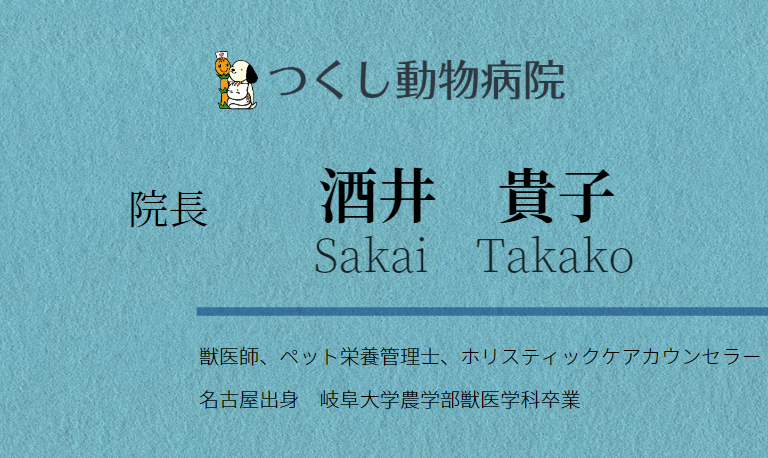 つくし動物病院
院長　酒井　貴子
Sakai　Takako
獣医師、ペット栄養管理士、ホリスティックケアカウンセラー
名古屋出身　岐阜大学農学部獣医学科卒業